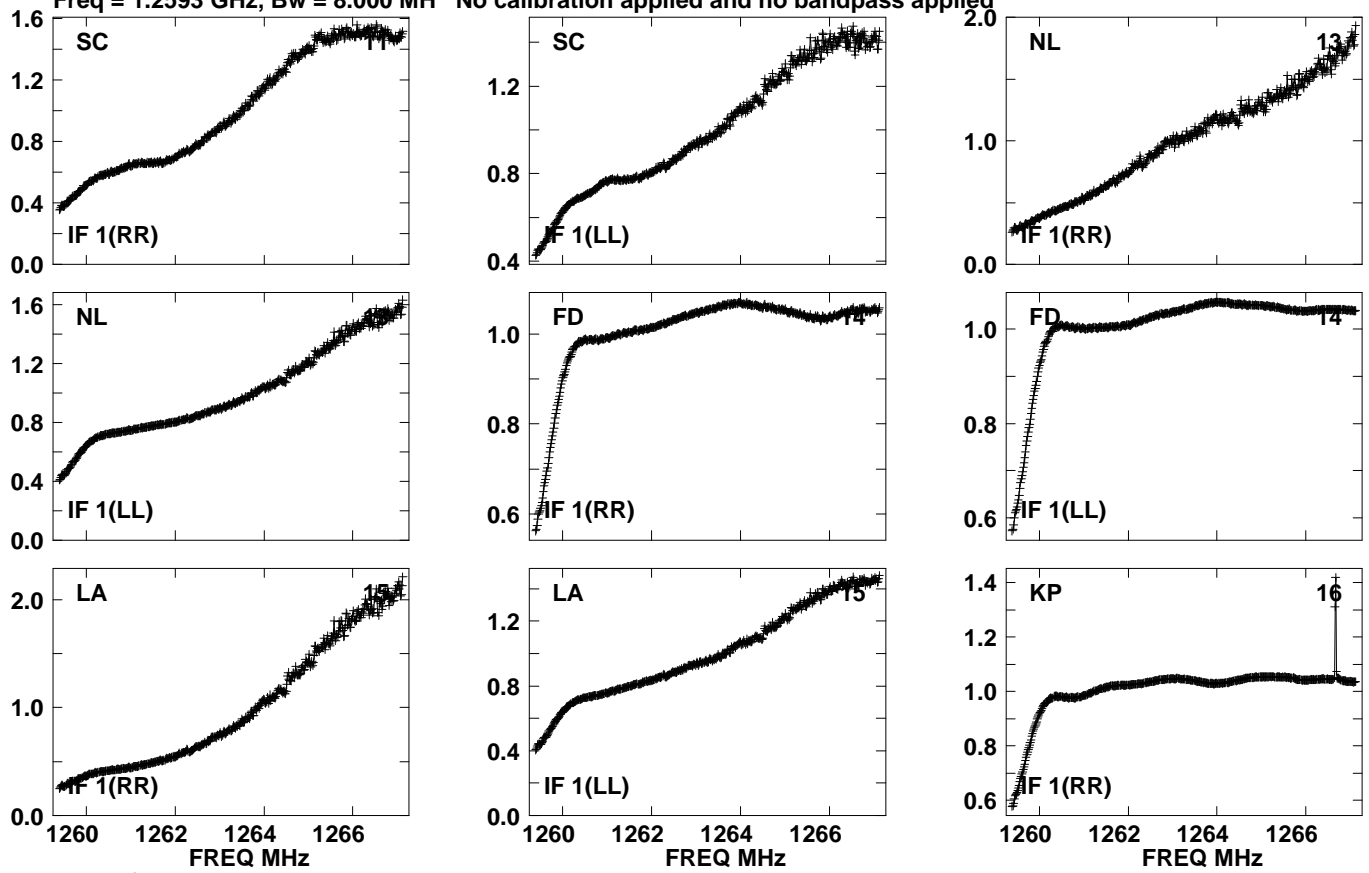 Freq = 1.2593 GHz, Bw = 8.000 MH No calibration applied and no bandpass applied
1.6 SC 11
1.2
0.8
0.4 IF 1(RR)
0.0
SC
1.2
0.8
IF 1(LL)
0.4
2.0 NL 13
1.0
IF 1(RR)
0.0
1.6 NL
1.2
0.8
0.4 IF 1(LL)
0.0
FD 14
1.0
0.8
0.6 IF 1(RR)
FD 14
1.0
0.8
0.6 IF 1(LL)
LA 15
2.0
1.0
IF 1(RR)
0.0
1260 1262 1264 1266
FREQ MHz
LA 15
1.2
0.8
0.4 IF 1(LL)
0.0
1260 1262 1264 1266
FREQ MHz
1.4 KP 16
1.2
1.0
0.8
0.6 IF 1(RR)
1260 1262 1264 1266
FREQ MHz